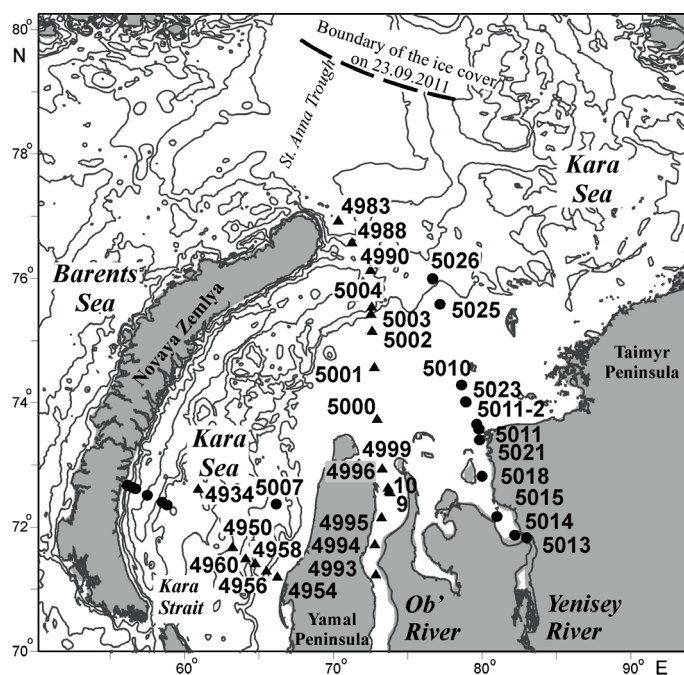 80°
N
Boundary of the ice cover
on 23.09.2011
St. Anna Trough
78°
Kara
Sea
4983
4988
4990
5026
76°
Barents
Sea
5004
5025
5003
Novaya Zemlya
5002
Taimyr
Peninsula
5001
5010
74°
5023
5000
5011-2
Kara
Sea
5011
4999
5021
4996
10
5018
4934
5007
9
5015
72°
4950
4995
5014
4958
4994
5013
4960
4993
4956
4954
Kara
Strait
Yamal
Peninsula
Ob’
River
Yenisey
River
70°
60°
70°
80°
90°
E